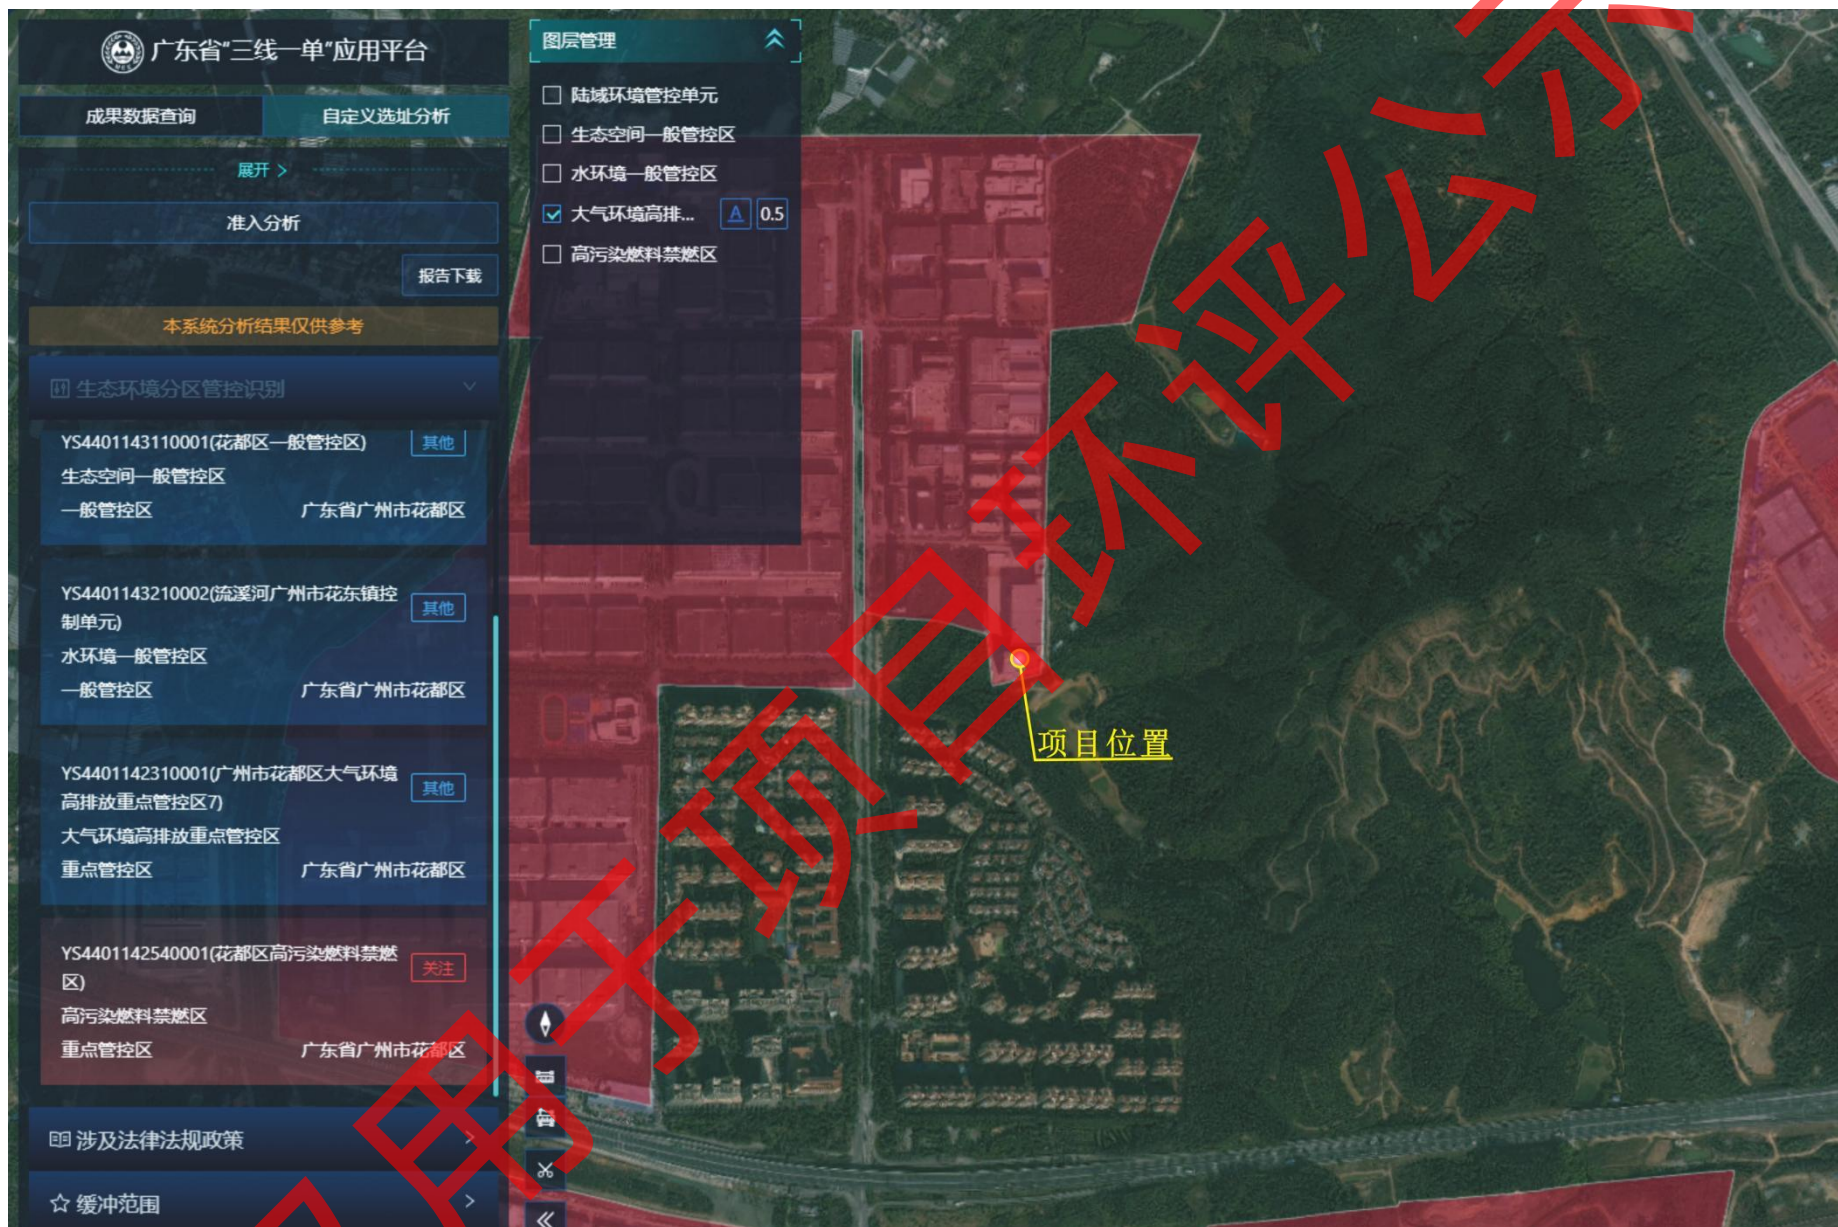 广东省"三线一单"应用平台
成果数据查询
自定义选址分析
展开 >
准入分析
报告下载
本系统分析结果仅供参考
生态环境分区管控识别
YS4401143110001(花都区一般管控区)
其他
生态空间一般管控区
一般管控区 广东省广州市花都区
YS4401143210002(流溪河广州市花东镇控
制单元)
其他
水环境一般管控区
一般管控区 广东省广州市花都区
YS4401142310001(广州市花都区大气环境
高排放重点管控区7)
其他
大气环境高排放重点管控区
重点管控区 广东省广州市花都区
YS4401142540001(花都区高污染燃料禁燃
区)
关注
高污染燃料禁燃区
重点管控区 广东省广州市花都区
涉及法律法规政策
缓冲范围
图层管理
陆域环境管控单元
生态空间一般管控区
水环境一般管控区
大气环境高排... A 0.5
高污染燃料禁燃区
项目位置
用于项目环评公示